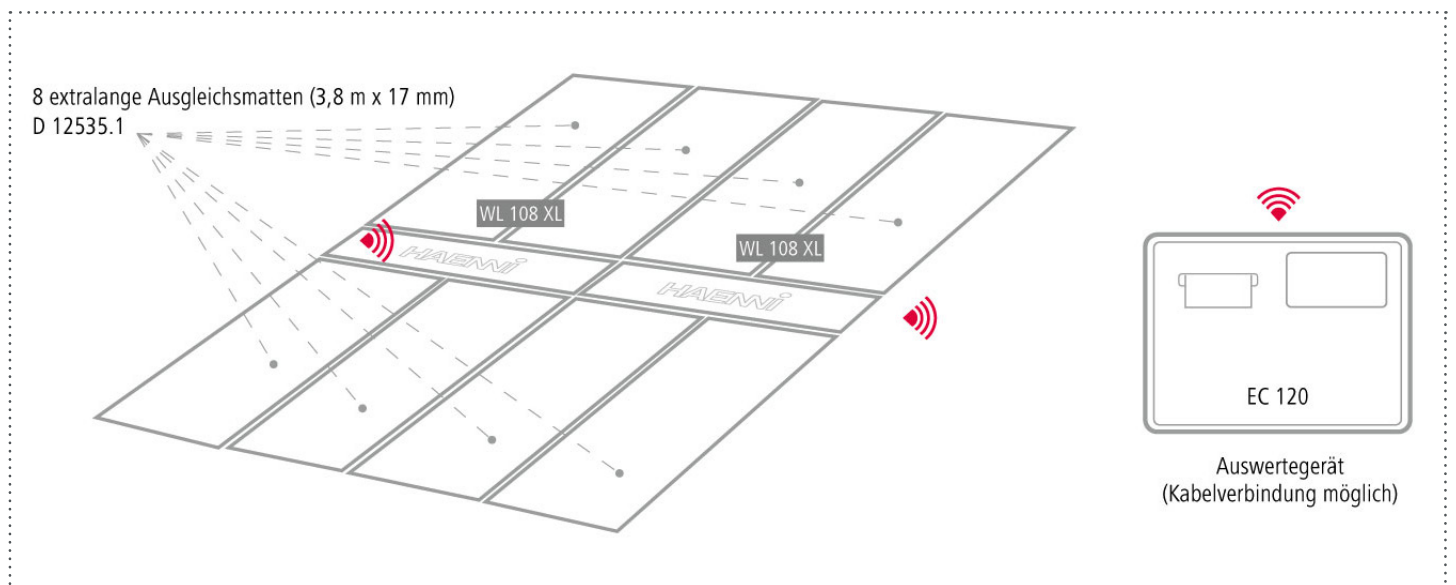 8 extralange Ausgleichsmatten (3,8 m x 17 mm)
D 12535.1
WL 108 XL
WL 108 XL
HAENNI
HAENNI
EC 120
Auswertegerät
(Kabelverbindung möglich)